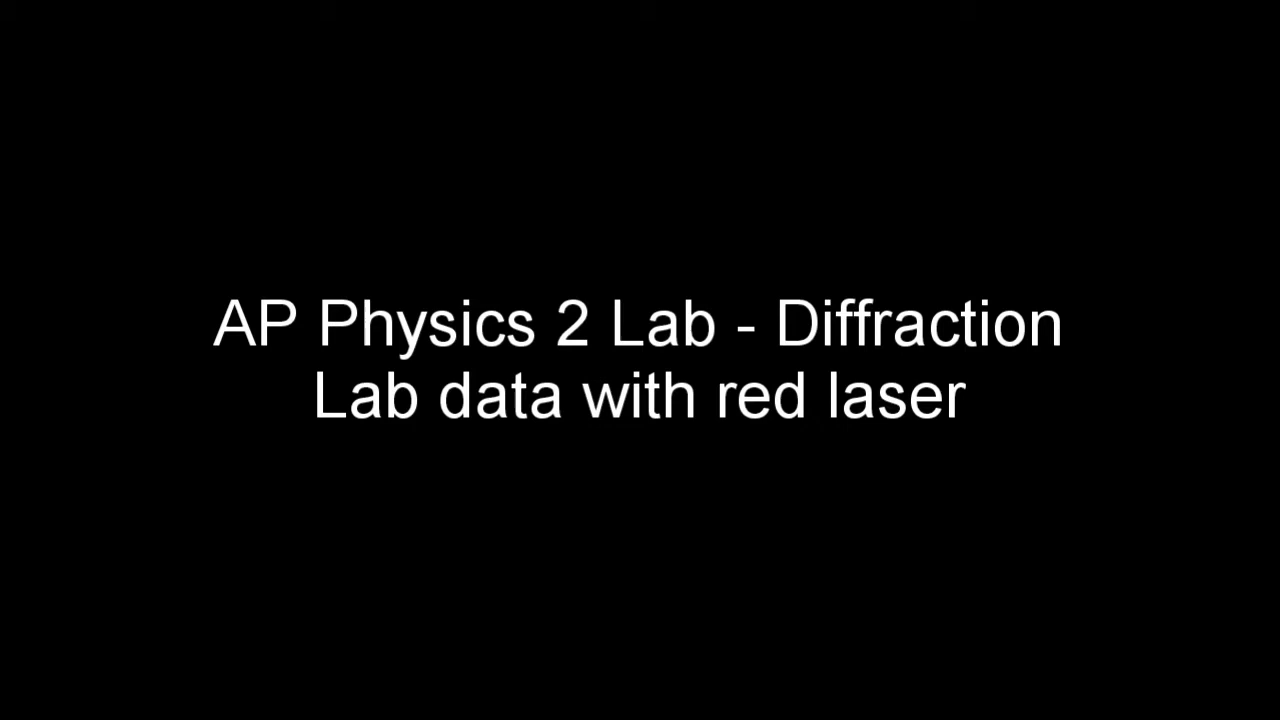 AP Physics 2 Lab - Diffraction
Lab data with red laser